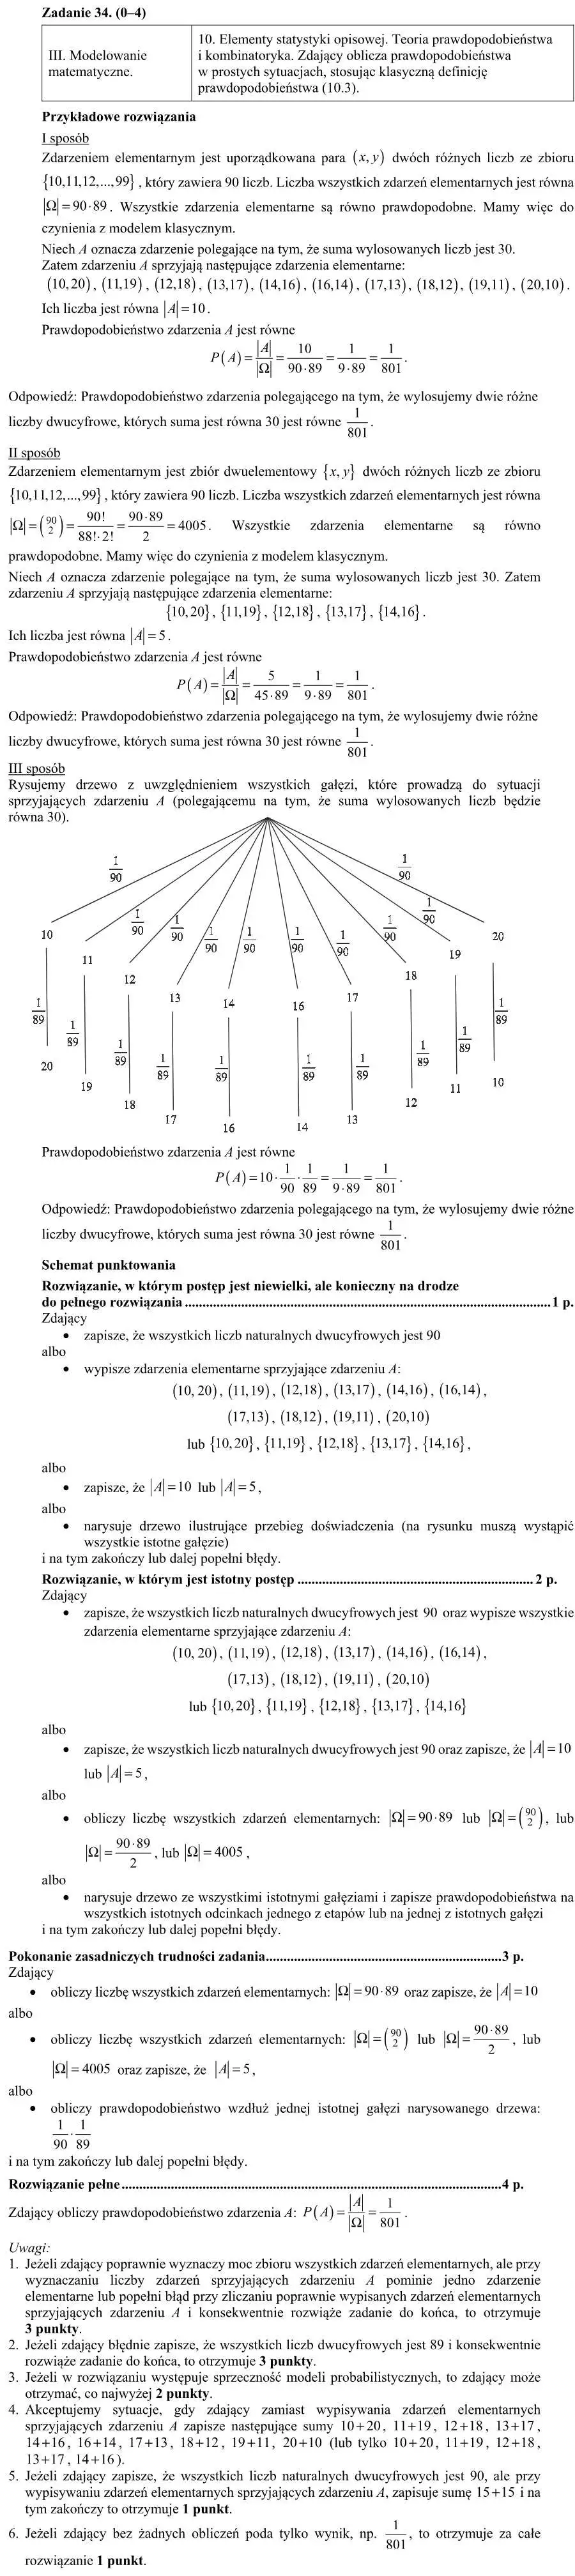 Zadanie 34. (0–4)
III. Modelowanie
matematyczne.
10. Elementy statystyki opisowej. Teoria prawdopodobieństwa
i kombinatoryka. Zdający oblicza prawdopodobieństwa
w prostych sytuacjach, stosując klasyczną definicję
prawdopodobieństwa (10.3).
Przykładowe rozwiązania
I sposób
Zdarzeniem elementarnym jest uporządkowana para (x, y) dwóch różnych liczb ze zbioru
{10,11,12,...,99}, który zawiera 90 liczb. Liczba wszystkich zdarzeń elementarnych jest równa
|Ω| = 90·89. Wszystkie zdarzenia elementarne są równo prawdopodobne. Mamy więc do
czynienia z modelem klasycznym.
Niech A oznacza zdarzenie polegające na tym, że suma wylosowanych liczb jest 30.
Zatem zdarzeniu A sprzyjają następujące zdarzenia elementarne:
(10,20), (11,19), (12,18), (13,17), (14,16), (16,14), (17,13), (18,12), (19,11), (20,10).
Ich liczba jest równa |A| = 10.
Prawdopodobieństwo zdarzenia A jest równe
P(A) = |A|/|Ω| = 10/(90·89) = 1/(9·89) = 1/801.
Odpowiedź: Prawdopodobieństwo zdarzenia polegającego na tym, że wylosujemy dwie różne
liczby dwucyfrowe, których suma jest równa 30 jest równe 1/801.
II sposób
Zdarzeniem elementarnym jest zbiór dwuelementowy {x, y} dwóch różnych liczb ze zbioru
{10,11,12,...,99}, który zawiera 90 liczb. Liczba wszystkich zdarzeń elementarnych jest równa
|Ω| = (90 2) = 90!/(88!·2!) = (90·89)/2 = 4005. Wszystkie zdarzenia elementarne są równo
prawdopodobne. Mamy więc do czynienia z modelem klasycznym.
Niech A oznacza zdarzenie polegające na tym, że suma wylosowanych liczb jest 30. Zatem
zdarzeniu A sprzyjają następujące zdarzenia elementarne:
{10,20}, {11,19}, {12,18}, {13,17}, {14,16}.
Ich liczba jest równa |A| = 5.
Prawdopodobieństwo zdarzenia A jest równe
P(A) = |A|/|Ω| = 5/(45·89) = 1/(9·89) = 1/801.
Odpowiedź: Prawdopodobieństwo zdarzenia polegającego na tym, że wylosujemy dwie różne
liczby dwucyfrowe, których suma jest równa 30 jest równe 1/801.
III sposób
Rysujemy drzewo z uwzględnieniem wszystkich gałęzi, które prowadzą do sytuacji
sprzyjających zdarzeniu A (polegającemu na tym, że suma wylosowanych liczb będzie
równa 30).
1/90 1/90 1/90 1/90 1/90 1/90 1/90 1/90 1/90 1/90
10 11 12 13 14 16 17 18 19 20
1/89 1/89 1/89 1/89 1/89 1/89 1/89 1/89 1/89 1/89
20 19 18 17 16 14 13 12 11 10
Prawdopodobieństwo zdarzenia A jest równe
P(A) = 10·1/90·1/89 = 1/(9·89) = 1/801.
Odpowiedź: Prawdopodobieństwo zdarzenia polegającego na tym, że wylosujemy dwie różne
liczby dwucyfrowe, których suma jest równa 30 jest równe 1/801.
Schemat punktowania
Rozwiązanie, w którym postęp jest niewielki, ale konieczny na drodze
do pełnego rozwiązania ........ 1 p.
Zdający
• zapisze, że wszystkich liczb naturalnych dwucyfrowych jest 90
albo
• wypisze zdarzenia elementarne sprzyjające zdarzeniu A:
(10, 20), (11,19), (12,18), (13,17), (14,16), (16,14),
(17,13), (18,12), (19,11), (20,10)
lub {10,20}, {11,19}, {12,18}, {13,17}, {14,16},
albo
• zapisze, że |A| = 10 lub |A| = 5,
albo
• narysuje drzewo ilustrujące przebieg doświadczenia (na rysunku muszą wystąpić
wszystkie istotne gałęzie)
i na tym zakończy lub dalej popełni błędy.
Rozwiązanie, w którym jest istotny postęp ........ 2 p.
Zdający
• zapisze, że wszystkich liczb naturalnych dwucyfrowych jest 90 oraz wypisze wszystkie
zdarzenia elementarne sprzyjające zdarzeniu A:
(10, 20), (11,19), (12,18), (13,17), (14,16), (16,14),
(17,13), (18,12), (19,11), (20,10)
lub {10,20}, {11,19}, {12,18}, {13,17}, {14,16}
albo
• zapisze, że wszystkich liczb naturalnych dwucyfrowych jest 90 oraz zapisze, że |A| = 10
lub |A| = 5,
albo
• obliczy liczbę wszystkich zdarzeń elementarnych: |Ω| = 90·89 lub |Ω| = (90 2), lub
|Ω| = (90·89)/2, lub |Ω| = 4005,
albo
• narysuje drzewo ze wszystkimi istotnymi gałęziami i zapisze prawdopodobieństwa na
wszystkich istotnych odcinkach jednego z etapów lub na jednej z istotnych gałęzi
i na tym zakończy lub dalej popełni błędy.
Pokonanie zasadniczych trudności zadania ........ 3 p.
Zdający
• obliczy liczbę wszystkich zdarzeń elementarnych: |Ω| = 90·89 oraz zapisze, że |A| = 10
albo
• obliczy liczbę wszystkich zdarzeń elementarnych: |Ω| = (90 2) lub |Ω| = (90·89)/2, lub
|Ω| = 4005 oraz zapisze, że |A| = 5,
albo
• obliczy prawdopodobieństwo wzdłuż jednej istotnej gałęzi narysowanego drzewa:
1/90·1/89
i na tym zakończy lub dalej popełni błędy.
Rozwiązanie pełne ........ 4 p.
Zdający obliczy prawdopodobieństwo zdarzenia A: P(A) = |A|/|Ω| = 1/801.
Uwagi:
1. Jeżeli zdający poprawnie wyznaczy moc zbioru wszystkich zdarzeń elementarnych, ale przy
wyznaczaniu liczby zdarzeń sprzyjających zdarzeniu A pominie jedno zdarzenie
elementarne lub popełni błąd przy zliczaniu poprawnie wypisanych zdarzeń elementarnych
sprzyjających zdarzeniu A i konsekwentnie rozwiąże zadanie do końca, to otrzymuje
3 punkty.
2. Jeżeli zdający błędnie zapisze, że wszystkich liczb dwucyfrowych jest 89 i konsekwentnie
rozwiąże zadanie do końca, to otrzymuje 3 punkty.
3. Jeżeli w rozwiązaniu występuje sprzeczność modeli probabilistycznych, to zdający może
otrzymać, co najwyżej 2 punkty.
4. Akceptujemy sytuacje, gdy zdający zamiast wypisywania zdarzeń elementarnych
sprzyjających zdarzeniu A zapisze następujące sumy 10+20, 11+19, 12+18, 13+17,
14+16, 16+14, 17+13, 18+12, 19+11, 20+10 (lub tylko 10+20, 11+19, 12+18,
13+17, 14+16).
5. Jeżeli zdający zapisze, że wszystkich liczb naturalnych dwucyfrowych jest 90, ale przy
wypisywaniu zdarzeń elementarnych sprzyjających zdarzeniu A, zapisuje sumę 15+15 i na
tym zakończy to otrzymuje 1 punkt.
6. Jeżeli zdający bez żadnych obliczeń poda tylko wynik, np. 1/801, to otrzymuje za całe
rozwiązanie 1 punkt.